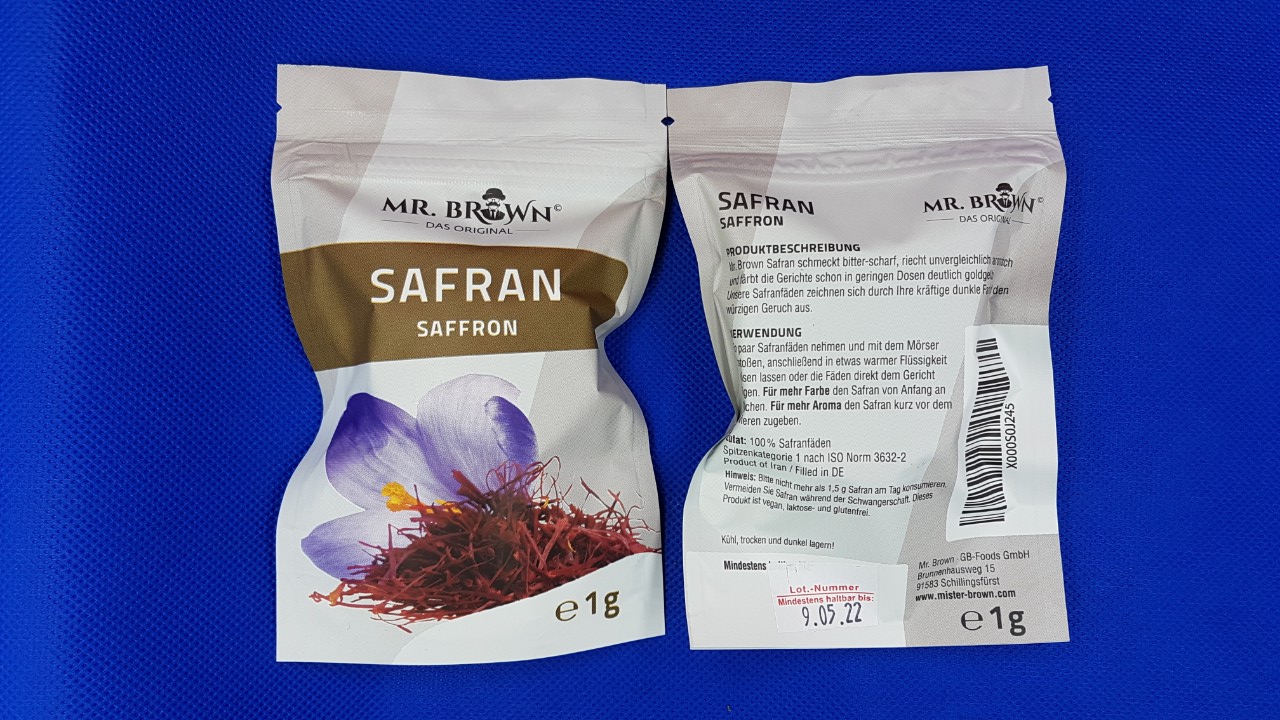 MR. BROWN©
DAS ORIGINAL
SAFRAN
SAFFRON
℮ 1g
SAFRAN
SAFFRON
MR. BROWN©
DAS ORIGINAL
PRODUKTBESCHREIBUNG
Mr. Brown Safran schmeckt bitter-scharf, riecht unvergleichlich
und färbt die Gerichte schon in geringen Dosen deutlich
Unsere Safranfäden zeichnen sich durch Ihre kräftige dunkle
würzigen Geruch aus.
ERWENDUNG
paar Safranfäden nehmen und mit dem Mörser
anschließend in etwas warmer Flüssigkeit
lassen oder die Fäden direkt dem Gericht
Für mehr Farbe den Safran von Anfang an
Für mehr Aroma den Safran kurz vor dem
zugeben.
100 % Safranfäden
Spitzenkategorie 1 nach ISO Norm 3632-2
Product of Iran / Filled in DE
Hinweis: Bitte nicht mehr als 1,5 g Safran am Tag konsumieren,
Vermeiden Sie Safran während der Schwangerschaft. Dieses
Produkt ist vegan, laktose- und glutenfrei.
Kühl, trocken und dunkel lagern!
Mindestens
Lot.-Nummer
Mindestens haltbar bis:
9.05.22
X000S0J245
Mr. Brown - GB-Foods GmbH
Brunnenhausweg 15
91583 Schillingsfürst
www.mister-brown.com
℮ 1g